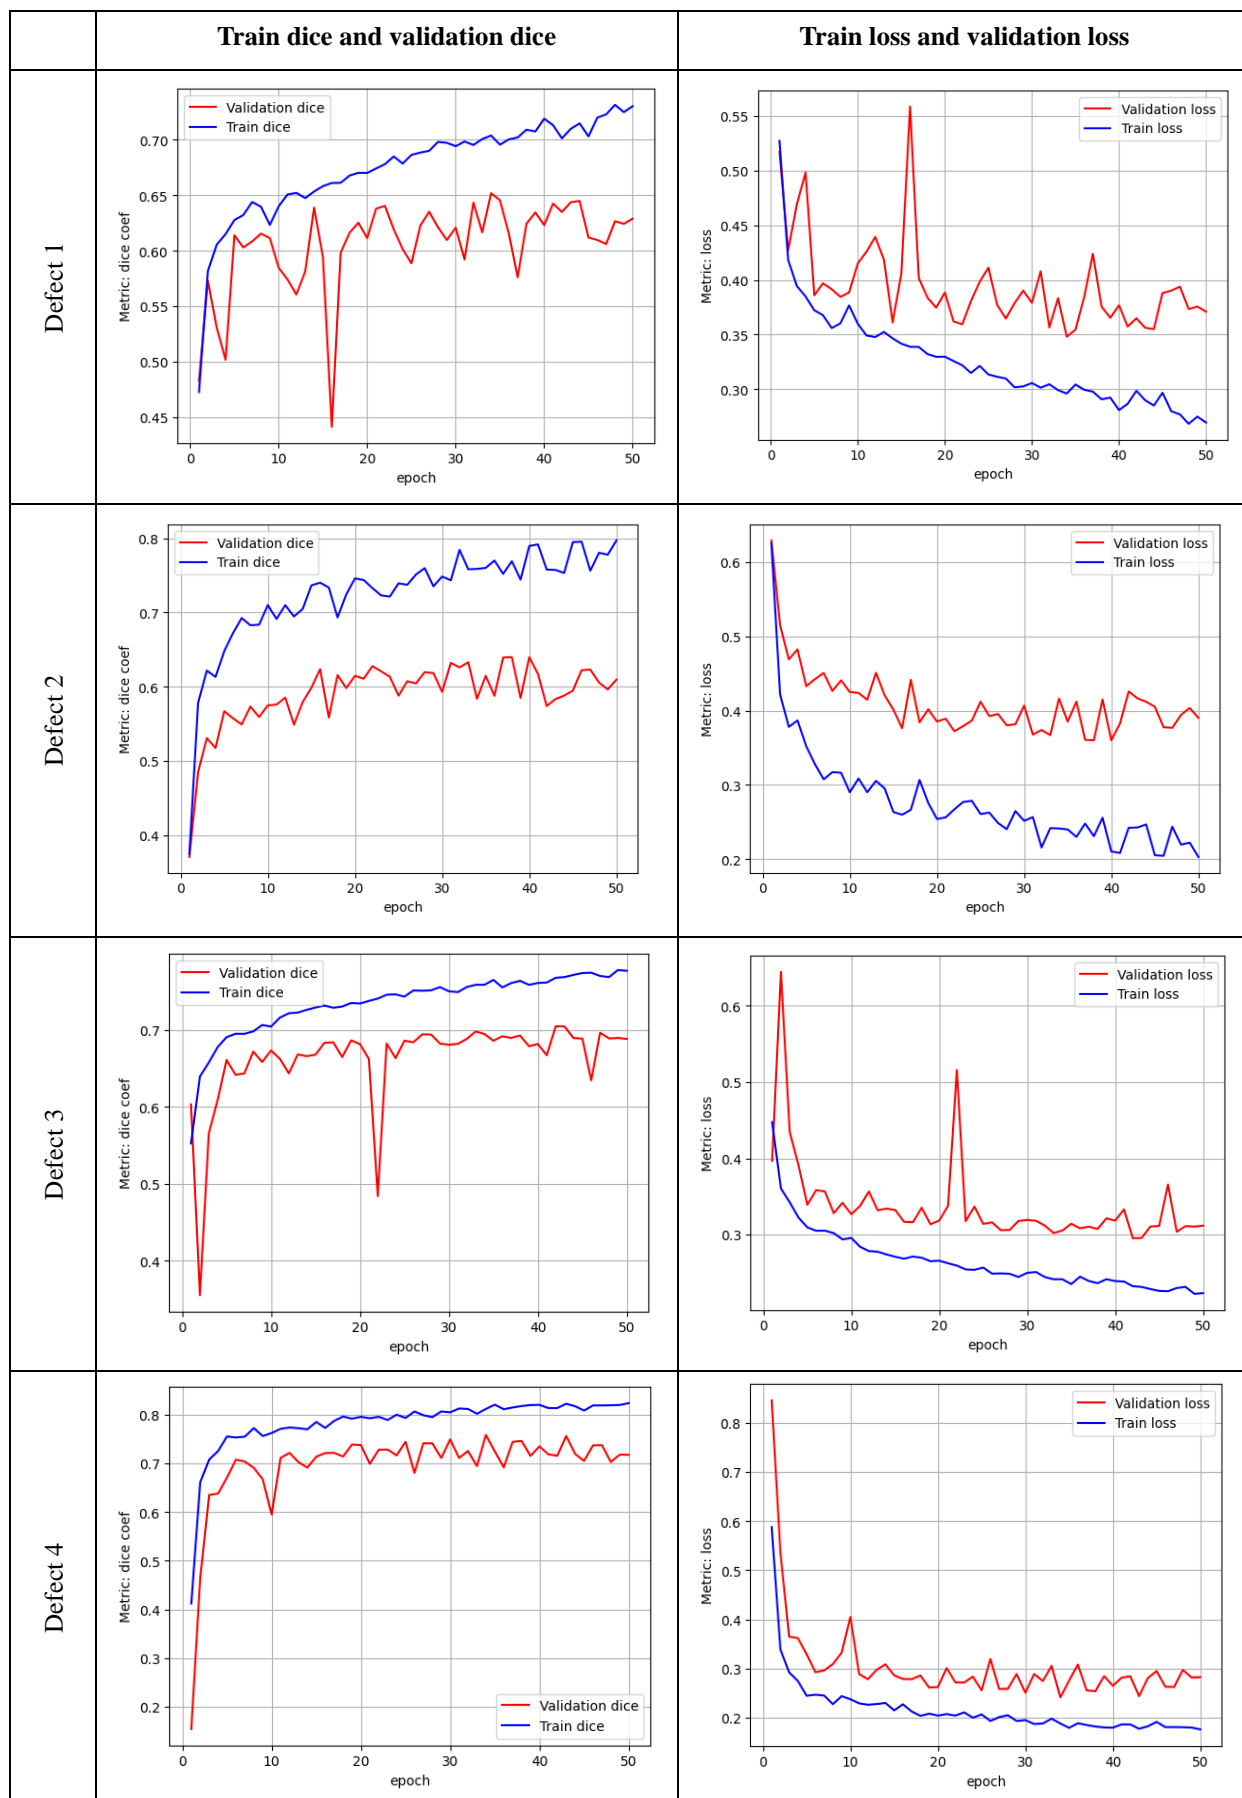 Train dice and validation dice
Train loss and validation loss
Defect 1
Validation dice
Train dice
Metric: dice coef
0.70
0.65
0.60
0.55
0.50
0.45
0 10 20 30 40 50
epoch
Validation loss
Train loss
Metric: loss
0.55
0.50
0.45
0.40
0.35
0.30
0 10 20 30 40 50
epoch
Defect 2
Validation dice
Train dice
Metric: dice coef
0.8
0.7
0.6
0.5
0.4
0 10 20 30 40 50
epoch
Validation loss
Train loss
Metric: loss
0.6
0.5
0.4
0.3
0.2
0 10 20 30 40 50
epoch
Defect 3
Validation dice
Train dice
Metric: dice coef
0.7
0.6
0.5
0.4
0 10 20 30 40 50
epoch
Validation loss
Train loss
Metric: loss
0.6
0.5
0.4
0.3
0 10 20 30 40 50
epoch
Defect 4
Metric: dice coef
0.8
0.7
0.6
0.5
0.4
0.3
0.2
Validation dice
Train dice
0 10 20 30 40 50
epoch
Validation loss
Train loss
Metric: loss
0.8
0.7
0.6
0.5
0.4
0.3
0.2
0 10 20 30 40 50
epoch